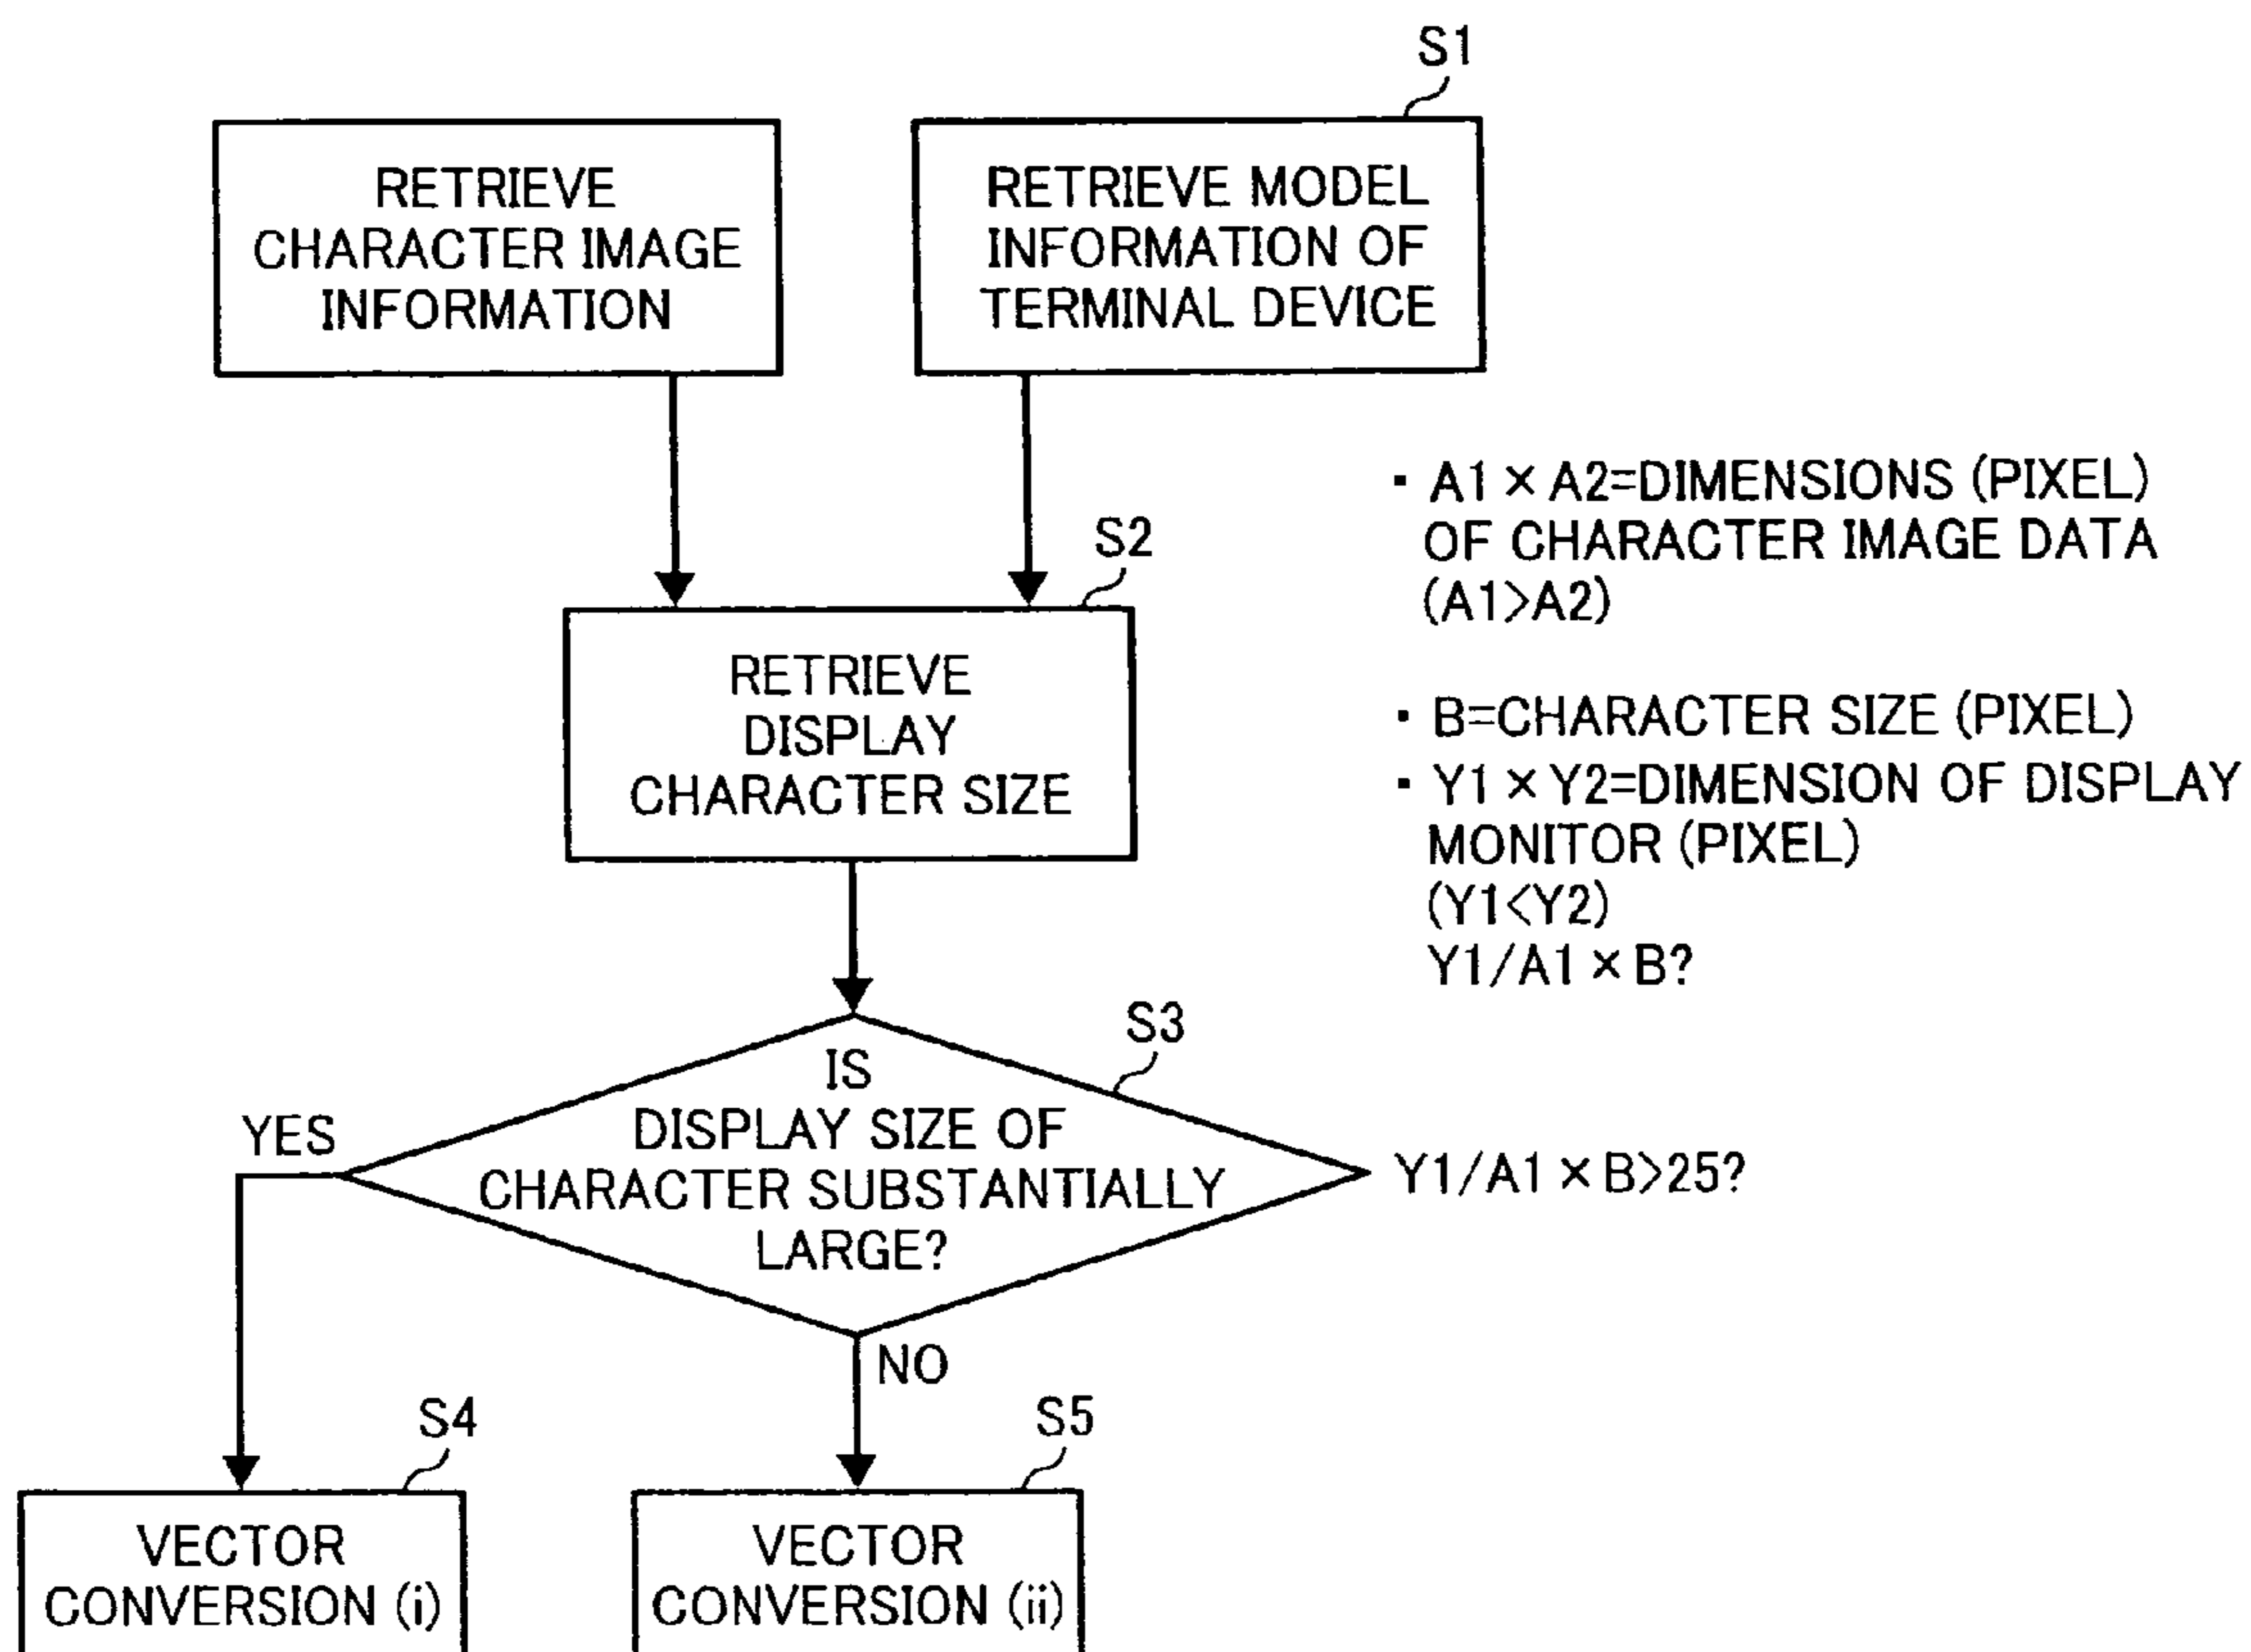 S1
RETRIEVE
CHARACTER IMAGE
INFORMATION
RETRIEVE MODEL
INFORMATION OF
TERMINAL DEVICE
S2
RETRIEVE
DISPLAY
CHARACTER SIZE
・A1×A2=DIMENSIONS (PIXEL)
OF CHARACTER IMAGE DATA
(A1>A2)
・B=CHARACTER SIZE (PIXEL)
・Y1×Y2=DIMENSION OF DISPLAY
MONITOR (PIXEL)
(Y1<Y2)
Y1/A1×B?
S3
IS
DISPLAY SIZE OF
CHARACTER SUBSTANTIALLY
LARGE?
Y1/A1×B>25?
YES
NO
S4
VECTOR
CONVERSION (i)
S5
VECTOR
CONVERSION (ii)